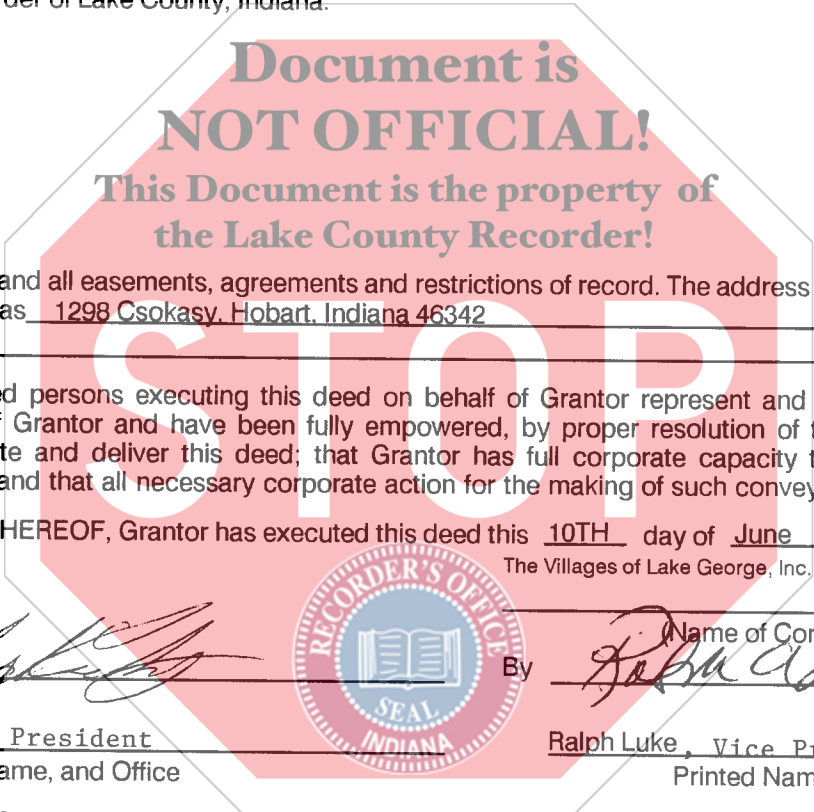 der of Lake County, Indiana.
Document is
NOT OFFICIAL!
This Document is the property of
the Lake County Recorder!
and all easements, agreements and restrictions of record. The address
as 1298 Csokasy, Hobart, Indiana 46342
d persons executing this deed on behalf of Grantor represent and
f Grantor and have been fully empowered, by proper resolution of t
te and deliver this deed; that Grantor has full corporate capacity t
and that all necessary corporate action for the making of such convey
STOP
HEREOF, Grantor has executed this deed this 10TH day of June
The Villages of Lake George, Inc.
(Name of Cor
By
RECORDER'S OFFICE
SEAL
INDIANA
President
Ralph Luke, Vice Pr
ame, and Office
Printed Nam